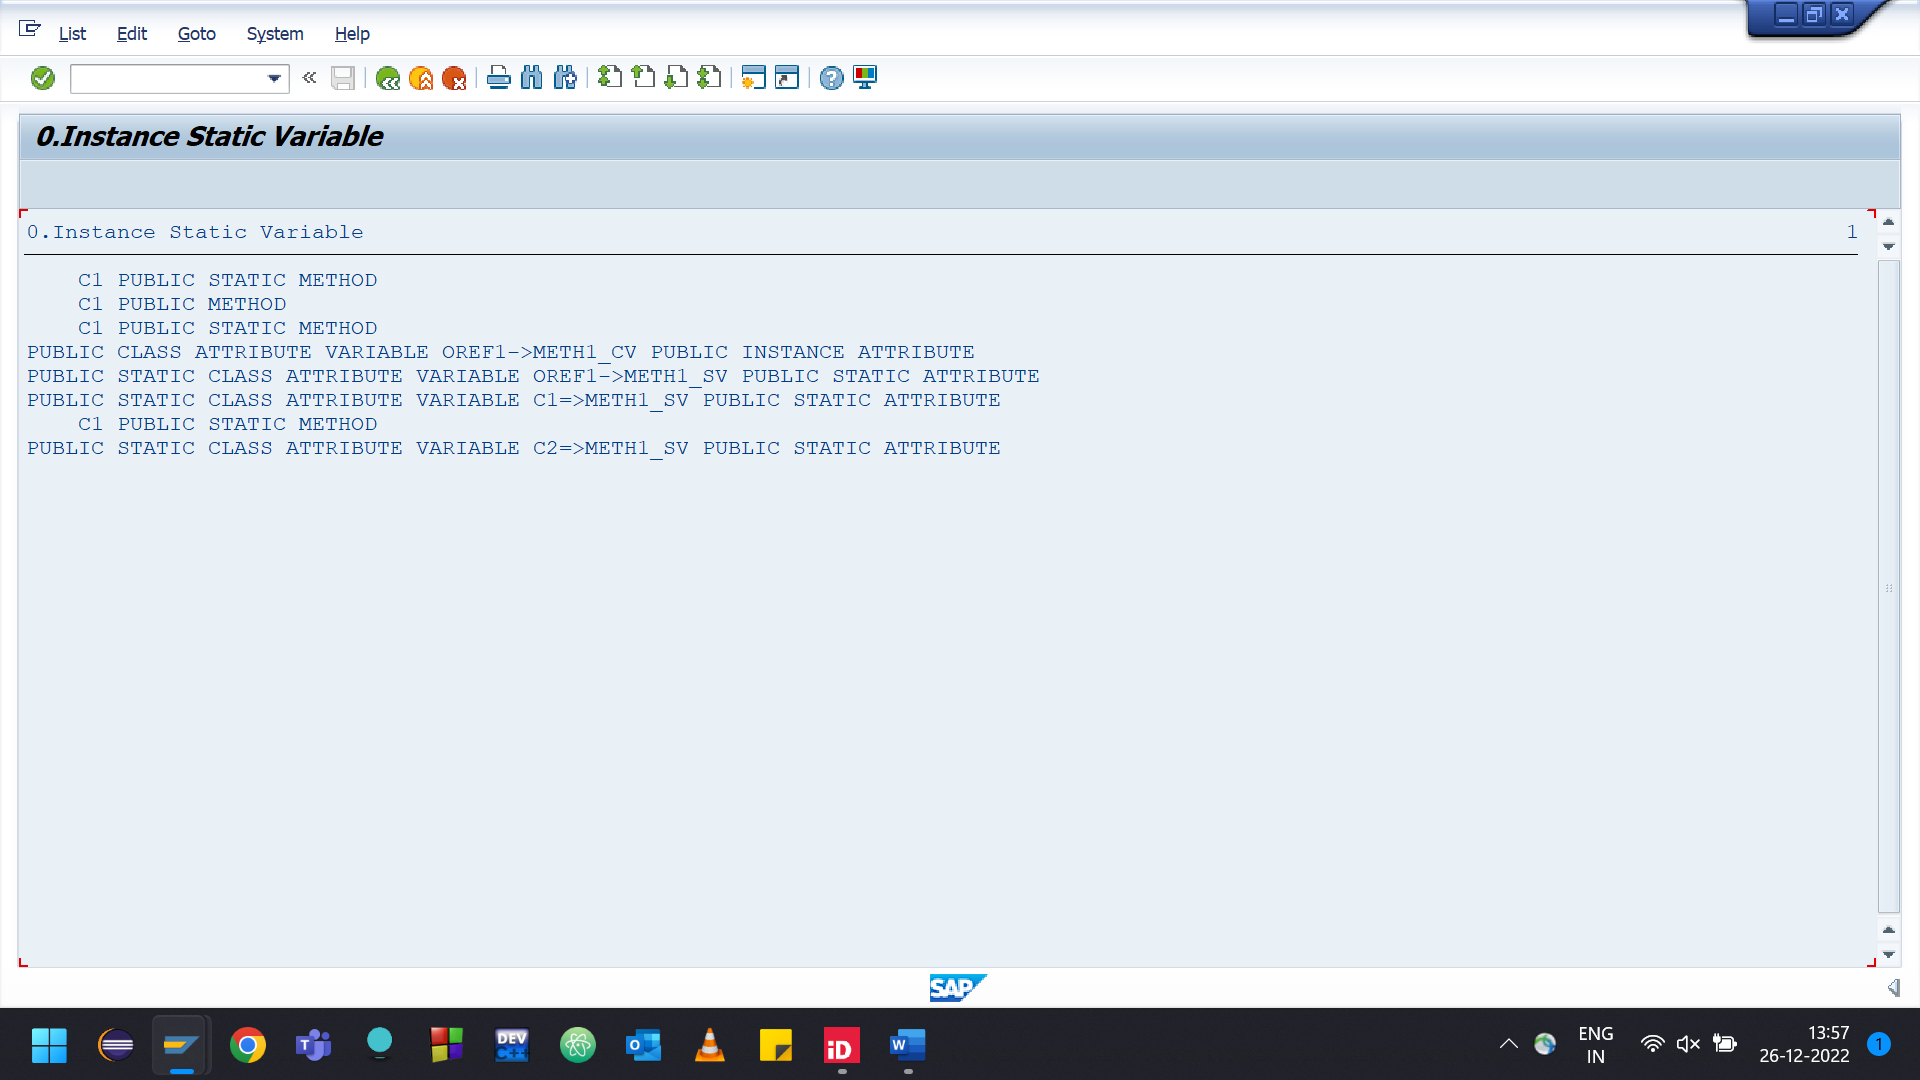 List Edit Goto System Help
0.Instance Static Variable
0.Instance Static Variable 1
C1 PUBLIC STATIC METHOD
C1 PUBLIC METHOD
C1 PUBLIC STATIC METHOD
PUBLIC CLASS ATTRIBUTE VARIABLE OREF1->METH1_CV PUBLIC INSTANCE ATTRIBUTE
PUBLIC STATIC CLASS ATTRIBUTE VARIABLE OREF1->METH1_SV PUBLIC STATIC ATTRIBUTE
PUBLIC STATIC CLASS ATTRIBUTE VARIABLE C1=>METH1_SV PUBLIC STATIC ATTRIBUTE
C1 PUBLIC STATIC METHOD
PUBLIC STATIC CLASS ATTRIBUTE VARIABLE C2=>METH1_SV PUBLIC STATIC ATTRIBUTE
SAP
T
DEV C++
O
iD
W
ENG
IN
13:57
26-12-2022
1